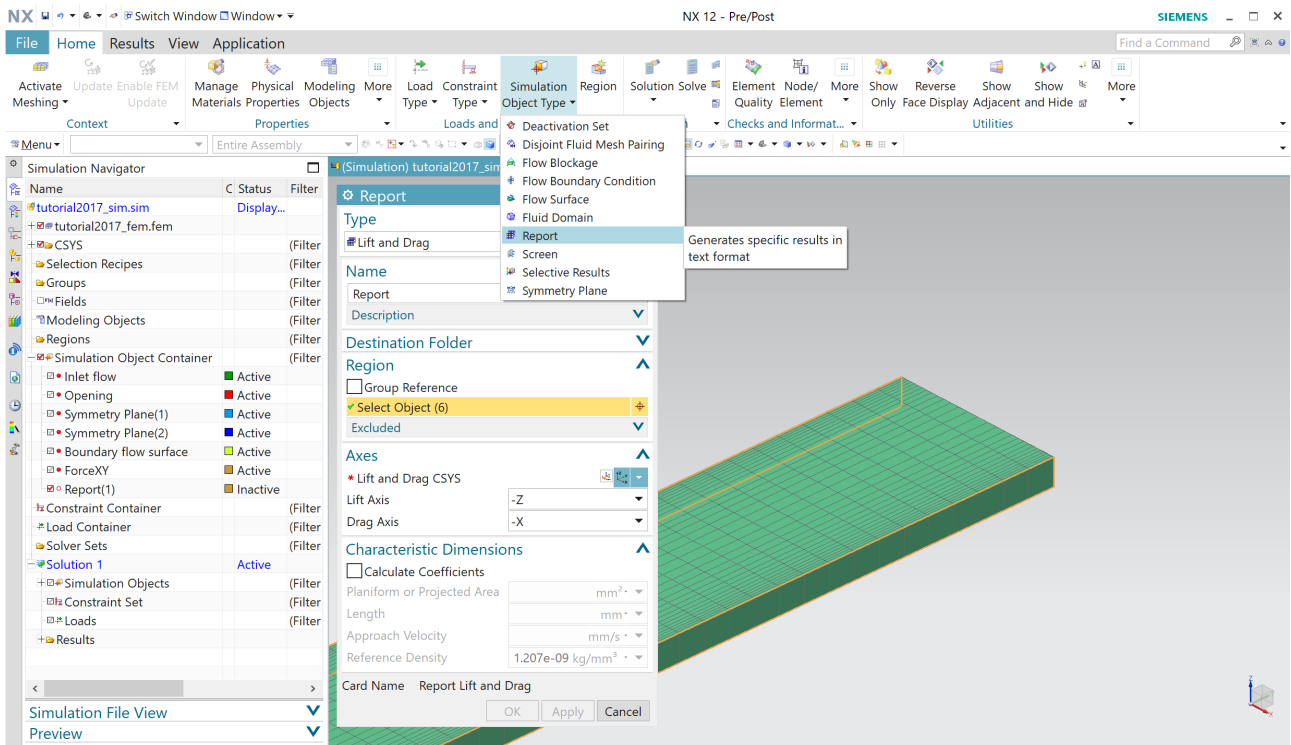 NX Switch Window Window NX 12 - Pre/Post SIEMENS
File Home Results View Application Find a Command
Activate Meshing
Update
Enable FEM Update
Context
Manage Materials
Physical Properties
Modeling Objects
More
Properties
Load Type
Constraint Type
Simulation Object Type
Region
Loads and
Solution
Solve
Element Quality
Node/ Element
More
Checks and Informat...
Show Only
Reverse Face Display
Show Adjacent
Show and Hide
More
Utilities
Menu Entire Assembly
Deactivation Set
Disjoint Fluid Mesh Pairing
Flow Blockage
Flow Boundary Condition
Flow Surface
Fluid Domain
Report
Screen
Selective Results
Symmetry Plane
Generates specific results in
text format
Simulation Navigator
Name C Status Filter
tutorial2017_sim.sim Display...
tutorial2017_fem.fem
CSYS (Filter
Selection Recipes (Filter
Groups (Filter
Fields (Filter
Modeling Objects (Filter
Regions (Filter
Simulation Object Container (Filter
Inlet flow Active
Opening Active
Symmetry Plane(1) Active
Symmetry Plane(2) Active
Boundary flow surface Active
ForceXY Active
Report(1) Inactive
Constraint Container (Filter
Load Container (Filter
Solver Sets (Filter
Solution 1 Active
Simulation Objects (Filter
Constraint Set (Filter
Loads (Filter
Results
Simulation File View
Preview
(Simulation) tutorial2017_sim
Report
Type
Lift and Drag
Name
Report
Description
Destination Folder
Region
Group Reference
Select Object (6)
Excluded
Axes
* Lift and Drag CSYS
Lift Axis -Z
Drag Axis -X
Characteristic Dimensions
Calculate Coefficients
Planiform or Projected Area mm²
Length mm
Approach Velocity mm/s
Reference Density 1.207e-09 kg/mm³
Card Name Report Lift and Drag
OK Apply Cancel
Z
X